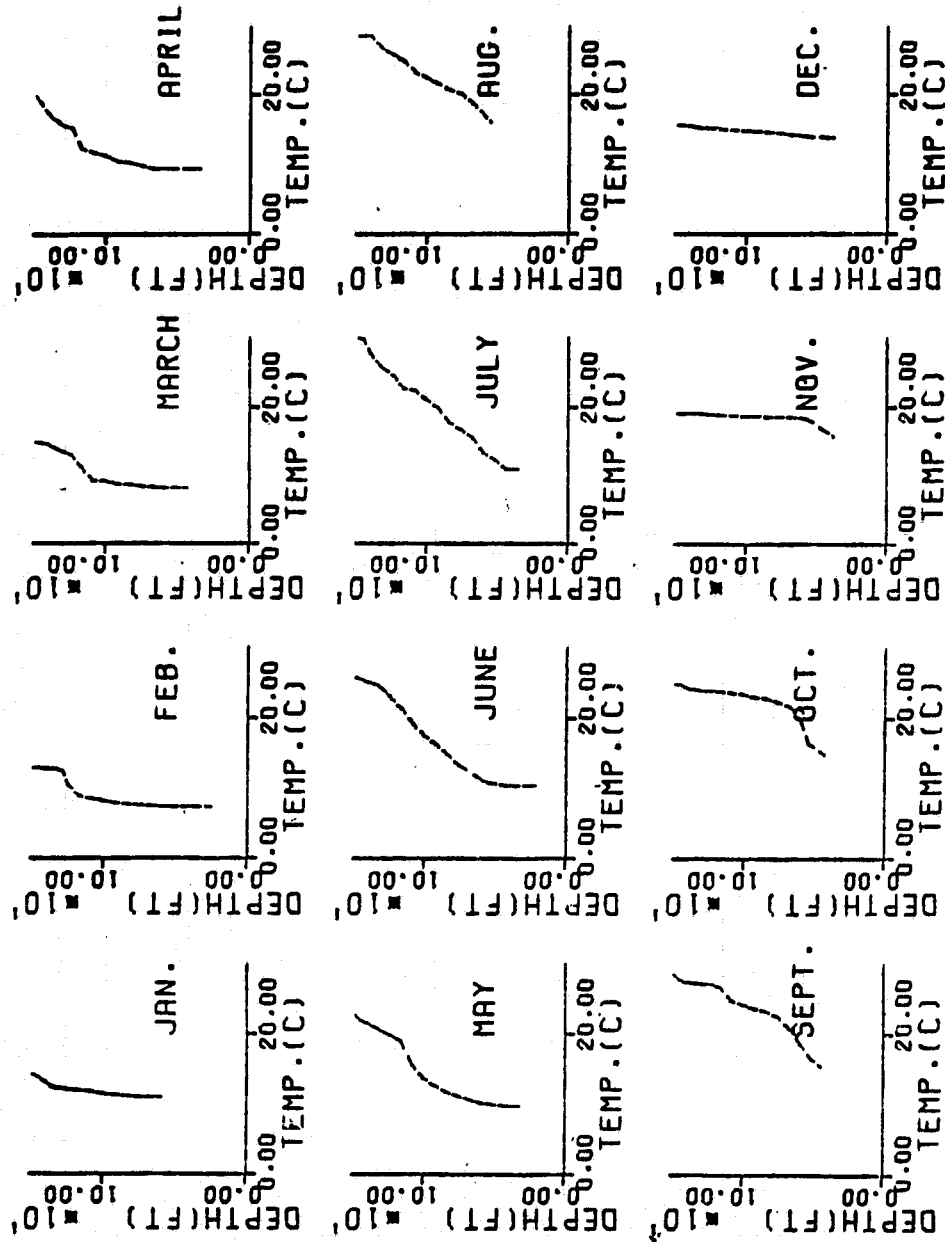 JAN.
DEPTH(FT) *10¹
10.00
0.00
0.00 20.00
TEMP.(C)
FEB.
DEPTH(FT) *10¹
10.00
0.00
0.00 20.00
TEMP.(C)
MARCH
DEPTH(FT) *10¹
10.00
0.00
0.00 20.00
TEMP.(C)
APRIL
DEPTH(FT) *10¹
10.00
0.00
0.00 20.00
TEMP.(C)
MAY
DEPTH(FT) *10¹
10.00
0.00
0.00 20.00
TEMP.(C)
JUNE
DEPTH(FT) *10¹
10.00
0.00
0.00 20.00
TEMP.(C)
JULY
DEPTH(FT) *10¹
10.00
0.00
0.00 20.00
TEMP.(C)
AUG.
DEPTH(FT) *10¹
10.00
0.00
0.00 20.00
TEMP.(C)
SEPT.
DEPTH(FT) *10¹
10.00
0.00
0.00 20.00
TEMP.(C)
OCT.
DEPTH(FT) *10¹
10.00
0.00
0.00 20.00
TEMP.(C)
NOV.
DEPTH(FT) *10¹
10.00
0.00
0.00 20.00
TEMP.(C)
DEC.
DEPTH(FT) *10¹
10.00
0.00
0.00 20.00
TEMP.(C)